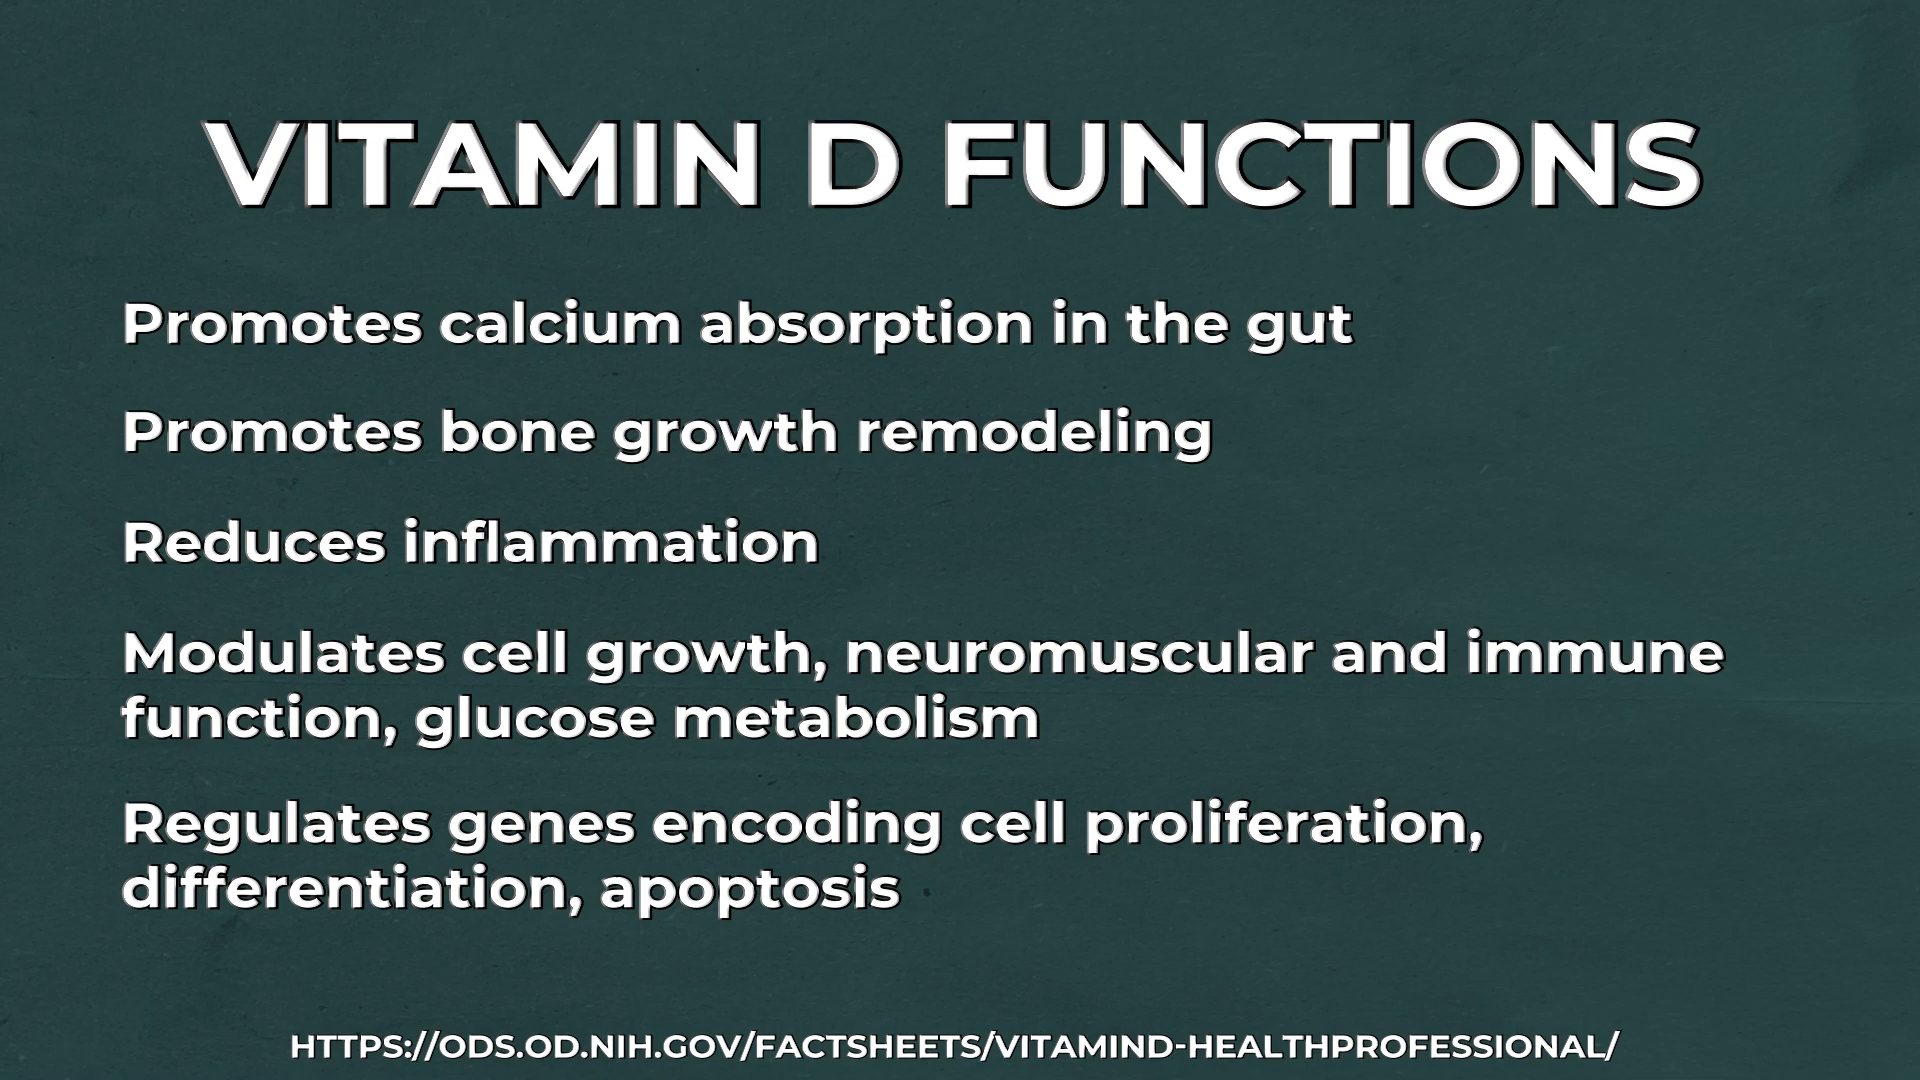 VITAMIN D FUNCTIONS
Promotes calcium absorption in the gut
Promotes bone growth remodeling
Reduces inflammation
Modulates cell growth, neuromuscular and immune
function, glucose metabolism
Regulates genes encoding cell proliferation,
differentiation, apoptosis
HTTPS://ODS.OD.NIH.GOV/FACTSHEETS/VITAMIND-HEALTHPROFESSIONAL/